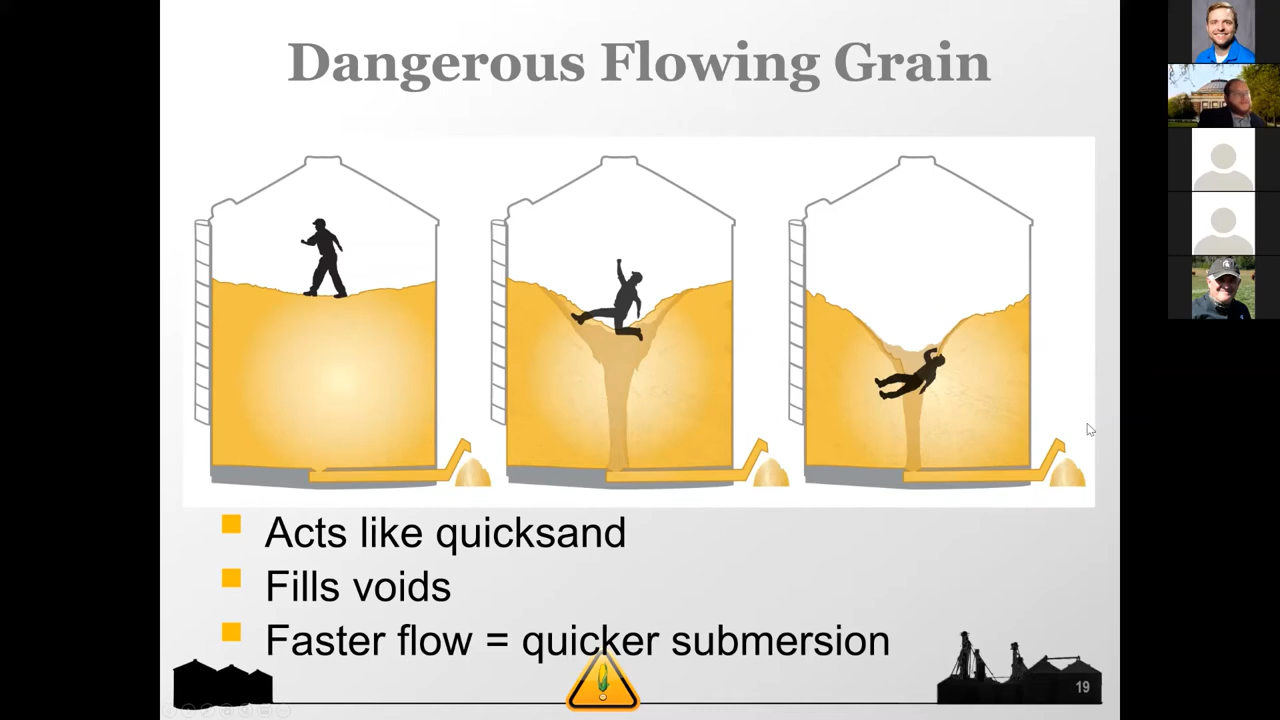 Dangerous Flowing Grain
Acts like quicksand
Fills voids
Faster flow = quicker submersion
19